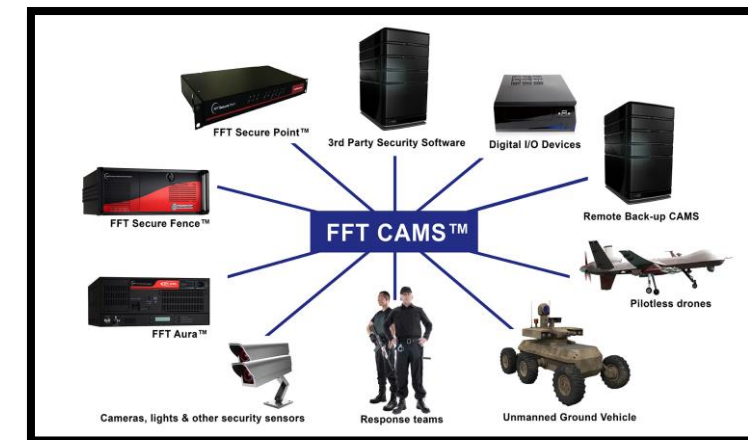 FFT Secure Point™
3rd Party Security Software
Digital I/O Devices
Remote Back-up CAMS
FFT Secure Fence™
FFT CAMS™
Pilotless drones
FFT Aura™
Cameras, lights & other security sensors
Response teams
Unmanned Ground Vehicle